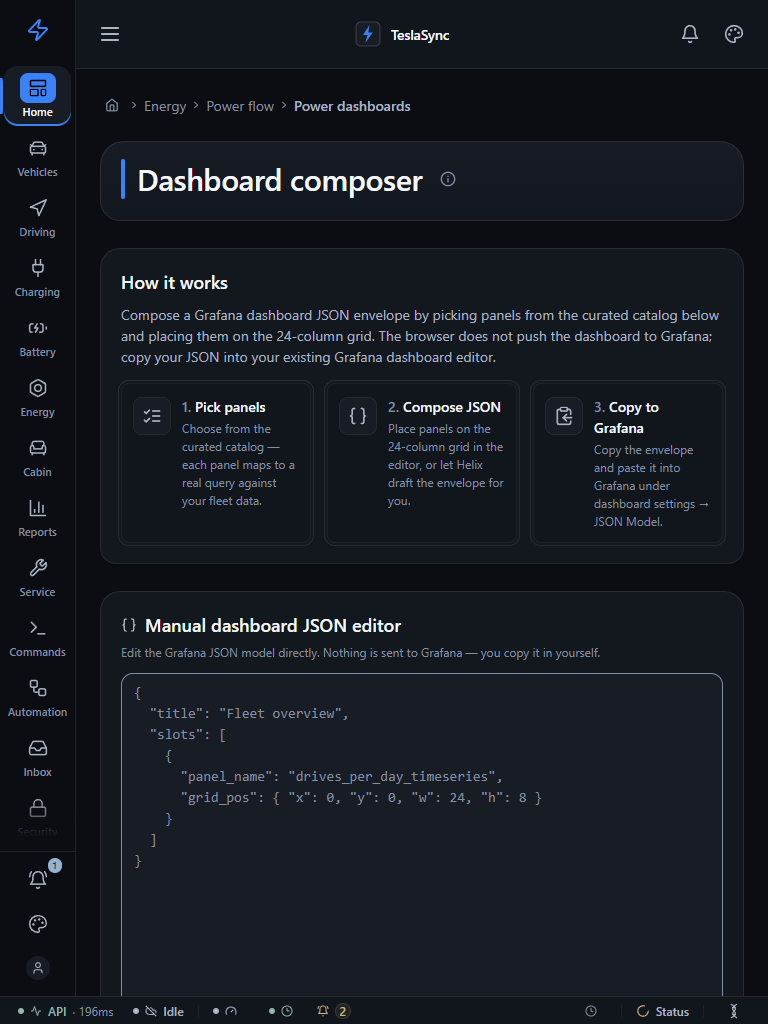 TeslaSync
Home
Vehicles
Driving
Charging
Battery
Energy
Cabin
Reports
Service
Commands
Automation
Inbox
Security
1
Energy > Power flow > Power dashboards
Dashboard composer
How it works
Compose a Grafana dashboard JSON envelope by picking panels from the curated catalog below
and placing them on the 24-column grid. The browser does not push the dashboard to Grafana;
copy your JSON into your existing Grafana dashboard editor.
1. Pick panels
Choose from the
curated catalog —
each panel maps to a
real query against
your fleet data.
2. Compose JSON
Place panels on the
24-column grid in the
editor, or let Helix
draft the envelope for
you.
3. Copy to
Grafana
Copy the envelope
and paste it into
Grafana under
dashboard settings →
JSON Model.
Manual dashboard JSON editor
Edit the Grafana JSON model directly. Nothing is sent to Grafana — you copy it in yourself.
{
  "title": "Fleet overview",
  "slots": [
    {
      "panel_name": "drives_per_day_timeseries",
      "grid_pos": { "x": 0, "y": 0, "w": 24, "h": 8 }
    }
  ]
}
API · 196ms
Idle
2
Status